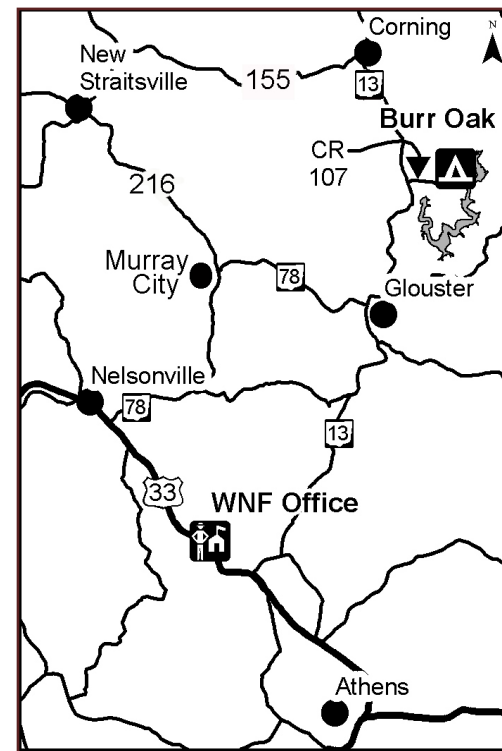 Corning
N
New
Straitsville
155
13
Burr Oak
CR
107
216
Murray
City
78
Glouster
Nelsonville
78
13
33
WNF Office
Athens